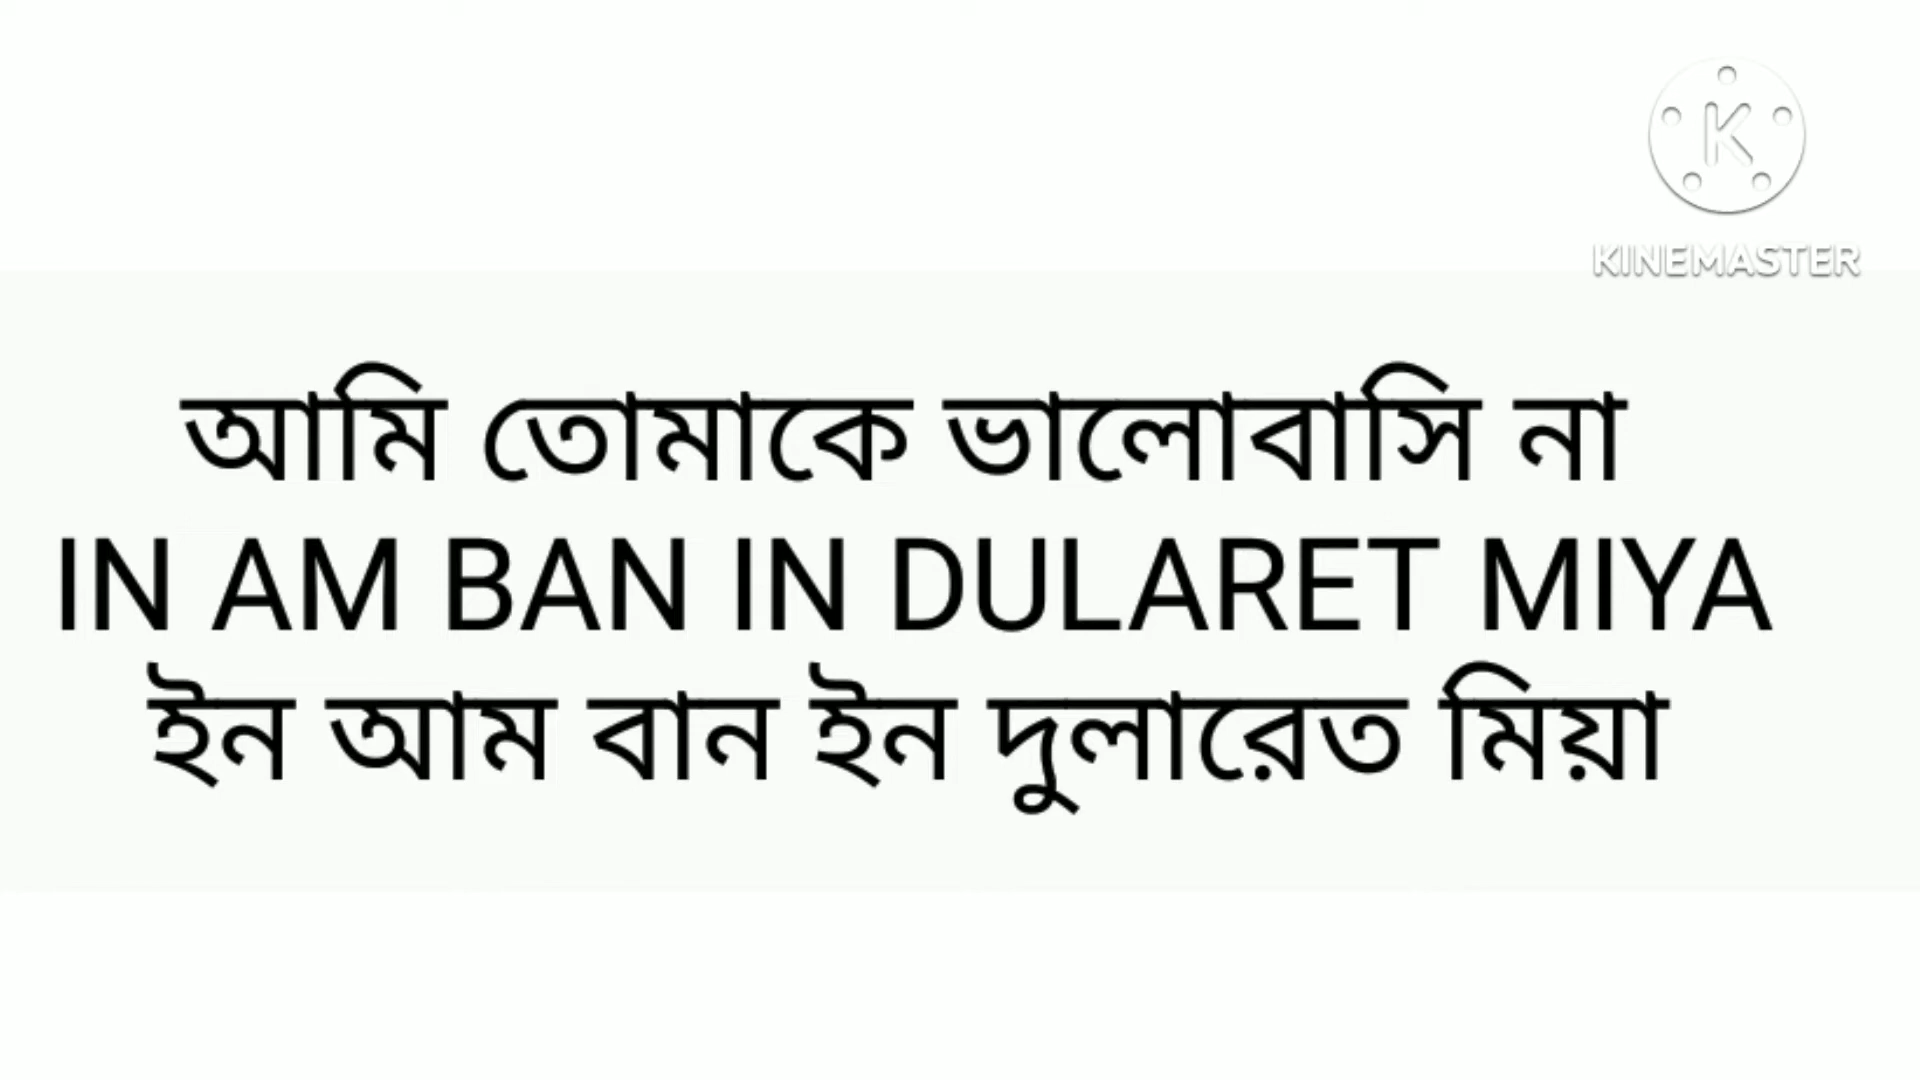 KINEMASTER
আমি তোমাকে ভালোবাসি না
IN AM BAN IN DULARET MIYA
ইন আম বান ইন দুলারেত মিয়া